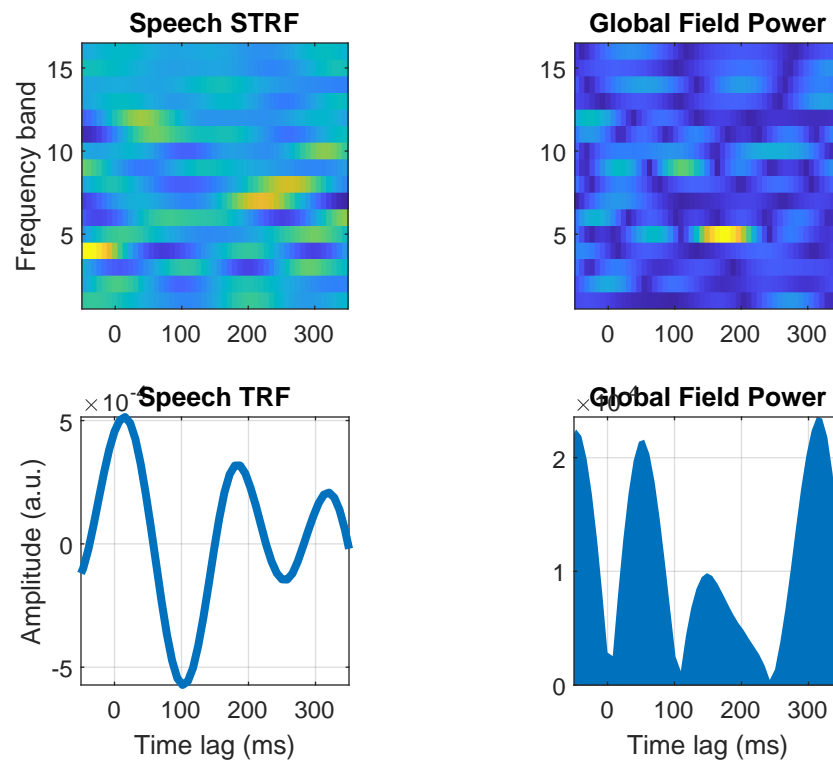 Speech STRF
Global Field Power
Frequency band
15
10
5
0 100 200 300
15
10
5
0 100 200 300
×10⁻⁴
Speech TRF
Global Field Power
Amplitude (a.u.)
5
0
-5
0 100 200 300
Time lag (ms)
2
1
0
0 100 200 300
Time lag (ms)